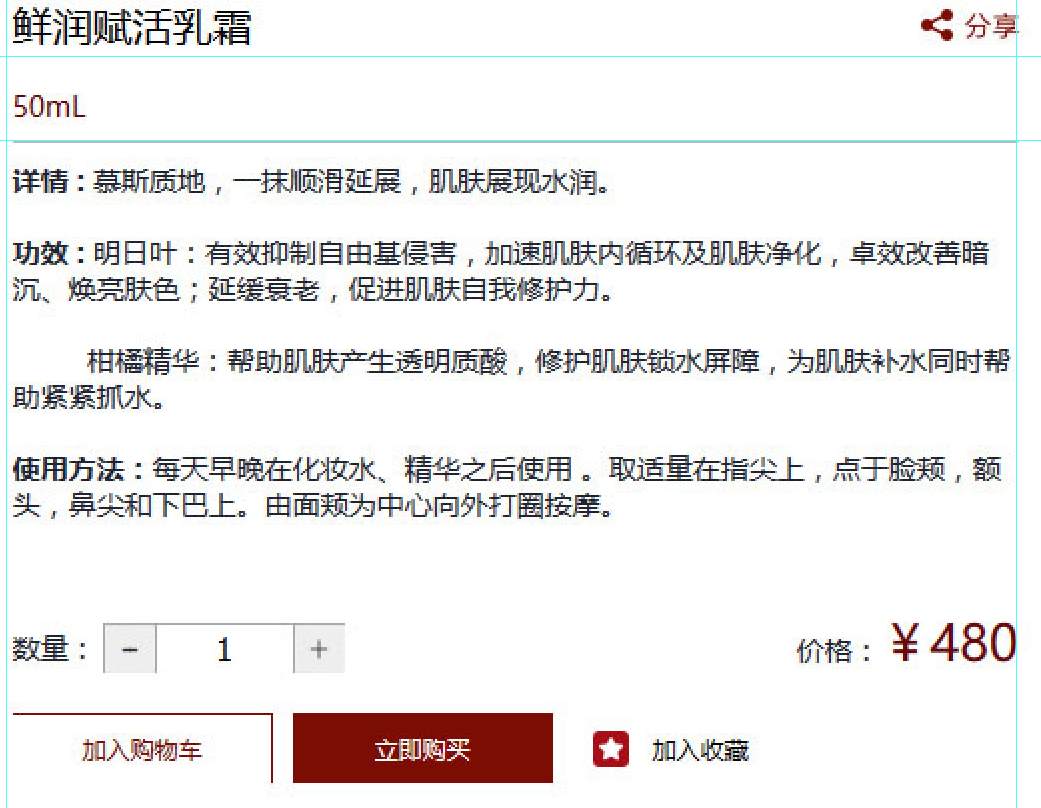 鲜润赋活乳霜
分享
50mL
详情：慕斯质地，一抹顺滑延展，肌肤展现水润。
功效：明日叶：有效抑制自由基侵害，加速肌肤内循环及肌肤净化，卓效改善暗
沉、焕亮肤色；延缓衰老，促进肌肤自我修护力。
柑橘精华：帮助肌肤产生透明质酸，修护肌肤锁水屏障，为肌肤补水同时帮
助紧紧抓水。
使用方法：每天早晚在化妆水、精华之后使用 。取适量在指尖上，点于脸颊，额
头，鼻尖和下巴上。由面颊为中心向外打圈按摩。
数量： - 1 +
价格：￥480
加入购物车
立即购买
加入收藏